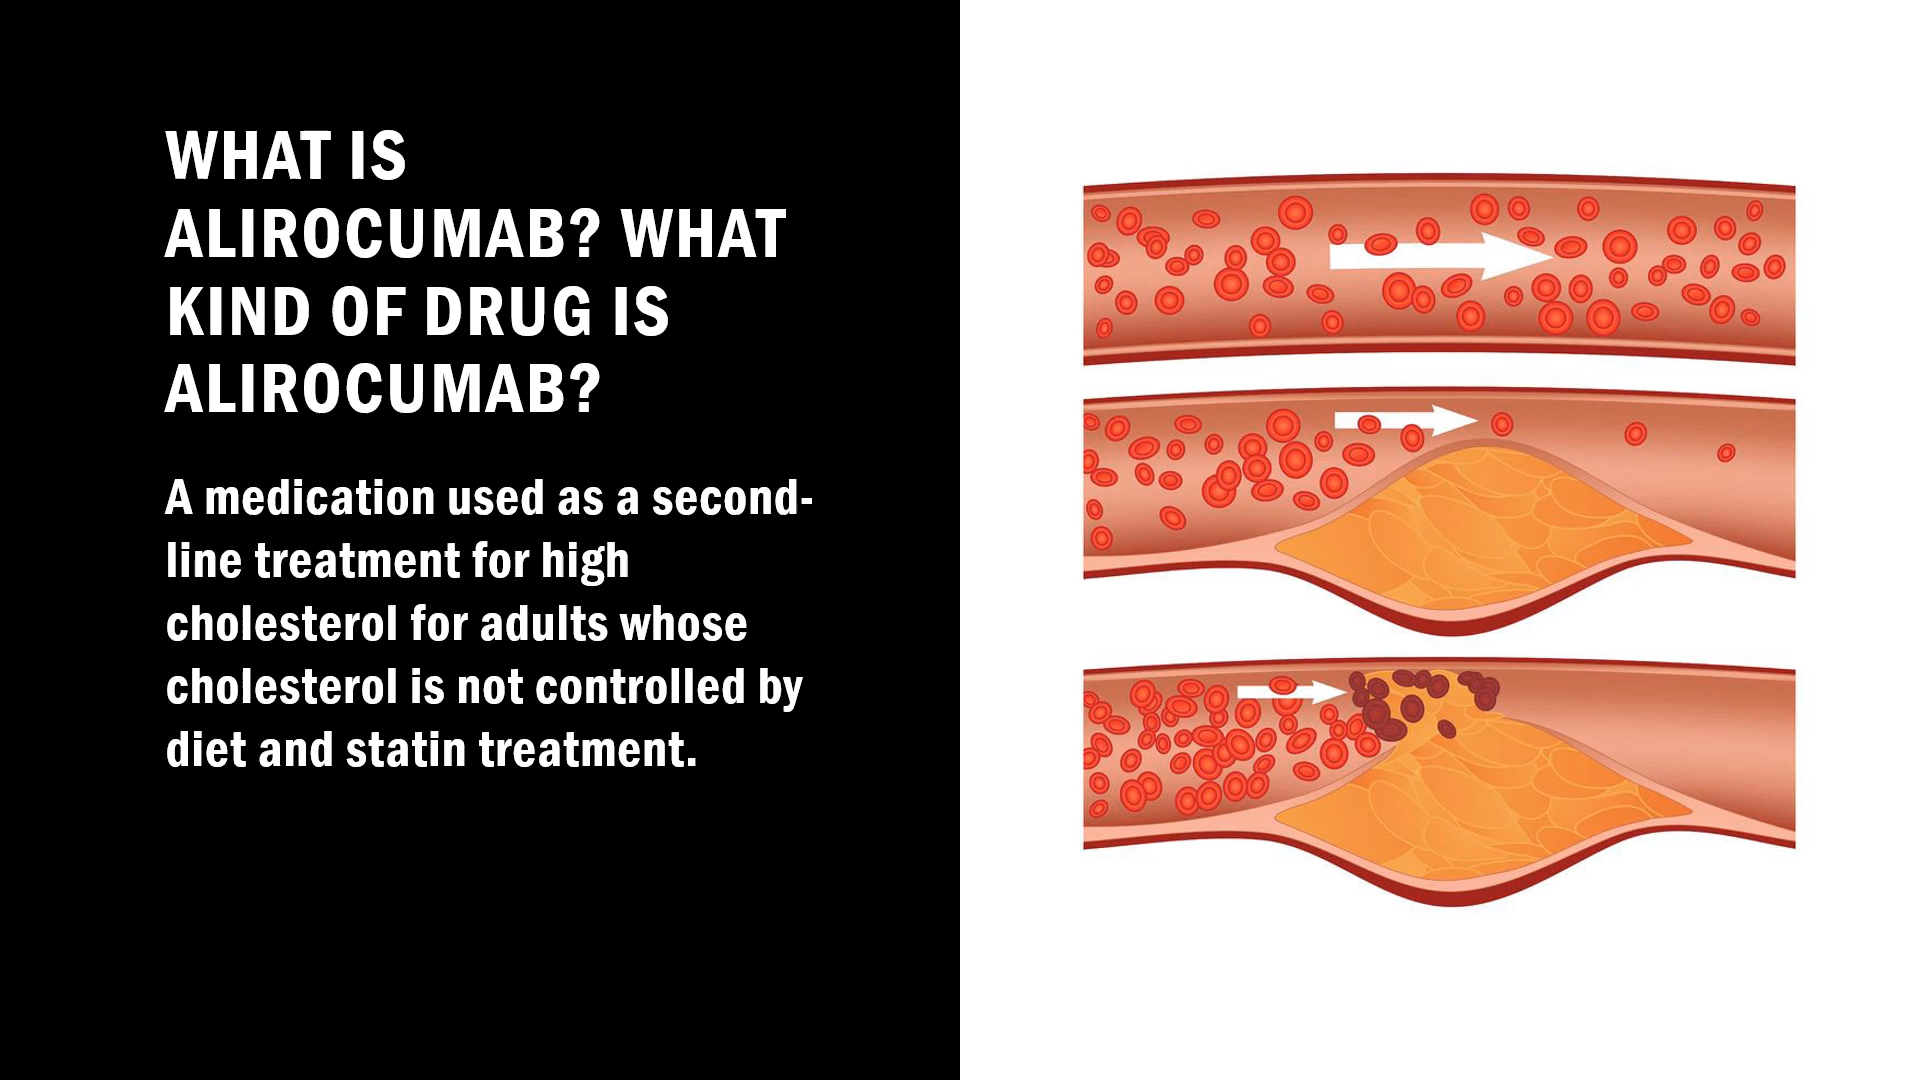 WHAT IS
ALIROCUMAB? WHAT
KIND OF DRUG IS
ALIROCUMAB?
A medication used as a second-
line treatment for high
cholesterol for adults whose
cholesterol is not controlled by
diet and statin treatment.